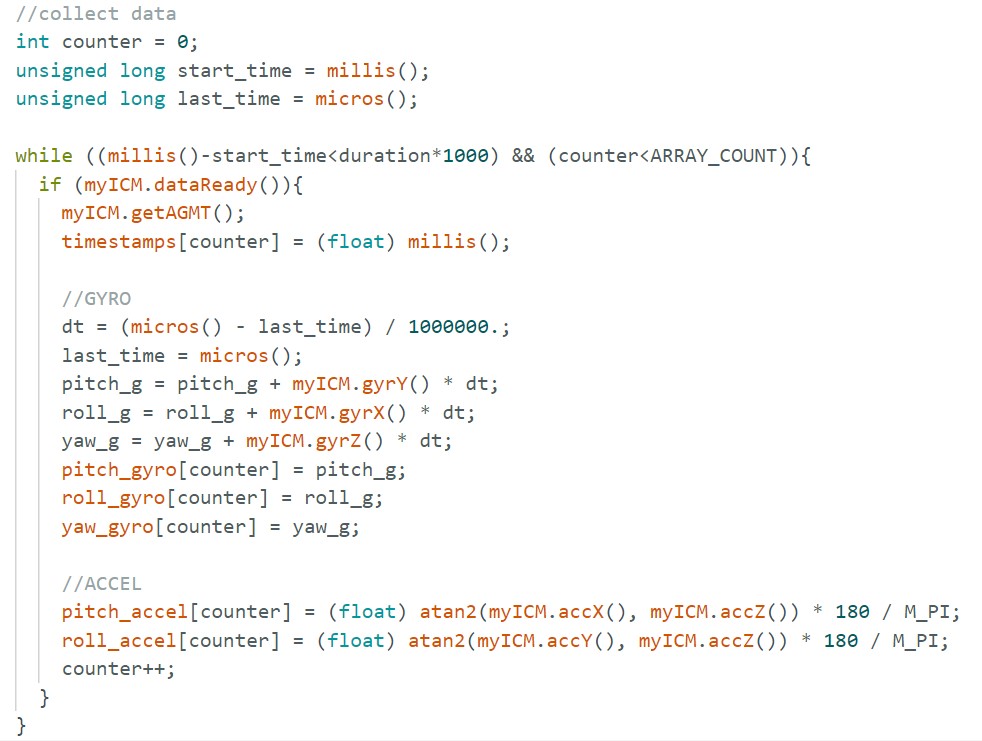 //collect data
int counter = 0;
unsigned long start_time = millis();
unsigned long last_time = micros();

while ((millis()-start_time<duration*1000) && (counter<ARRAY_COUNT)){
  if (myICM.dataReady()){
    myICM.getAGMT();
    timestamps[counter] = (float) millis();

    //GYRO
    dt = (micros() - last_time) / 1000000.;
    last_time = micros();
    pitch_g = pitch_g + myICM.gyrY() * dt;
    roll_g = roll_g + myICM.gyrX() * dt;
    yaw_g = yaw_g + myICM.gyrZ() * dt;
    pitch_gyro[counter] = pitch_g;
    roll_gyro[counter] = roll_g;
    yaw_gyro[counter] = yaw_g;

    //ACCEL
    pitch_accel[counter] = (float) atan2(myICM.accX(), myICM.accZ()) * 180 / M_PI;
    roll_accel[counter] = (float) atan2(myICM.accY(), myICM.accZ()) * 180 / M_PI;
    counter++;
  }
}